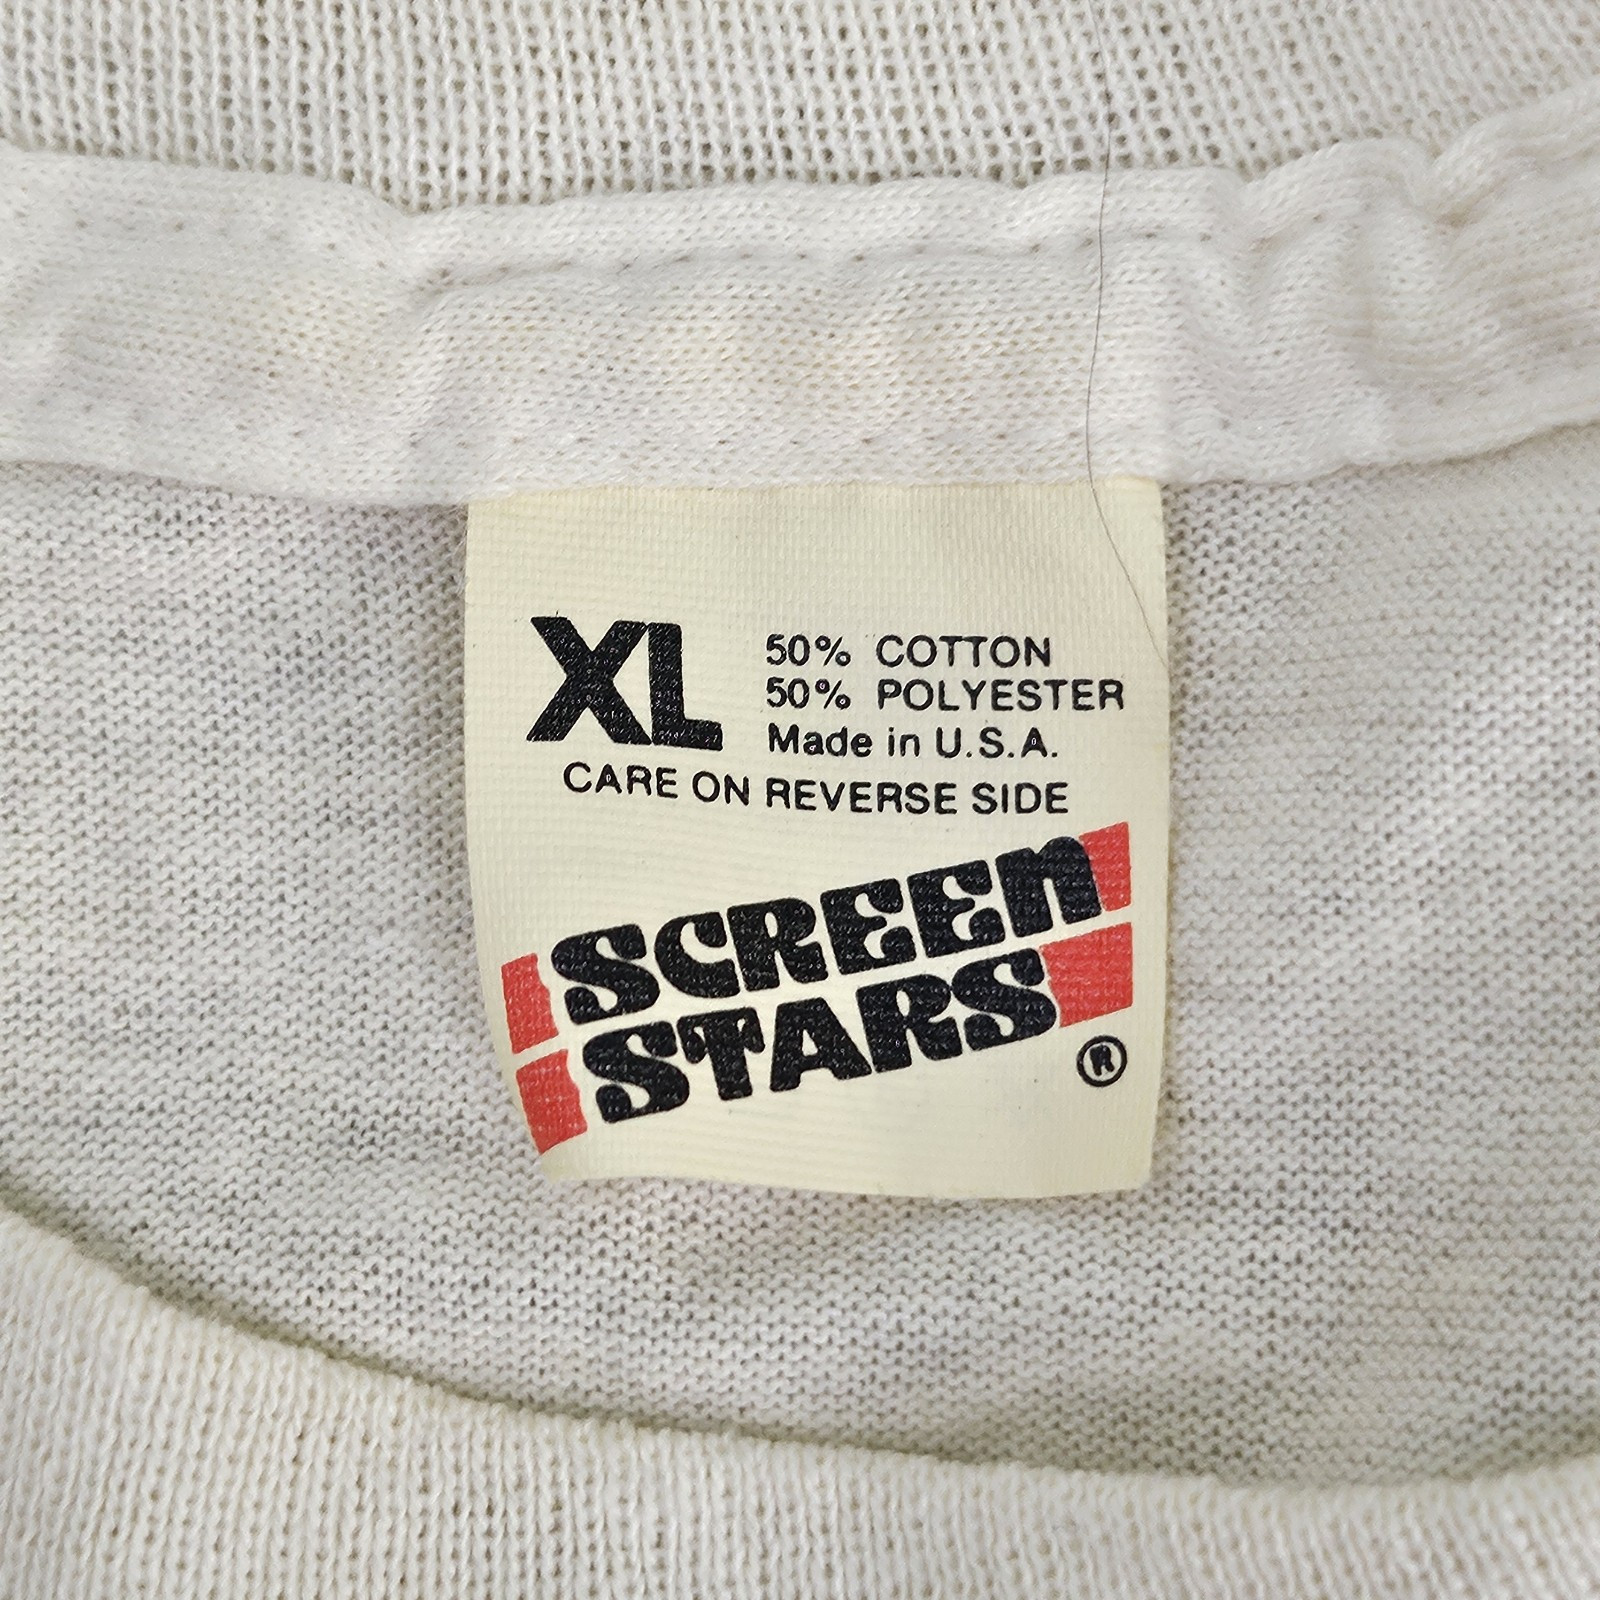 XL 50% COTTON
50% POLYESTER
Made in U.S.A.
CARE ON REVERSE SIDE
SCREEN
STARS
®